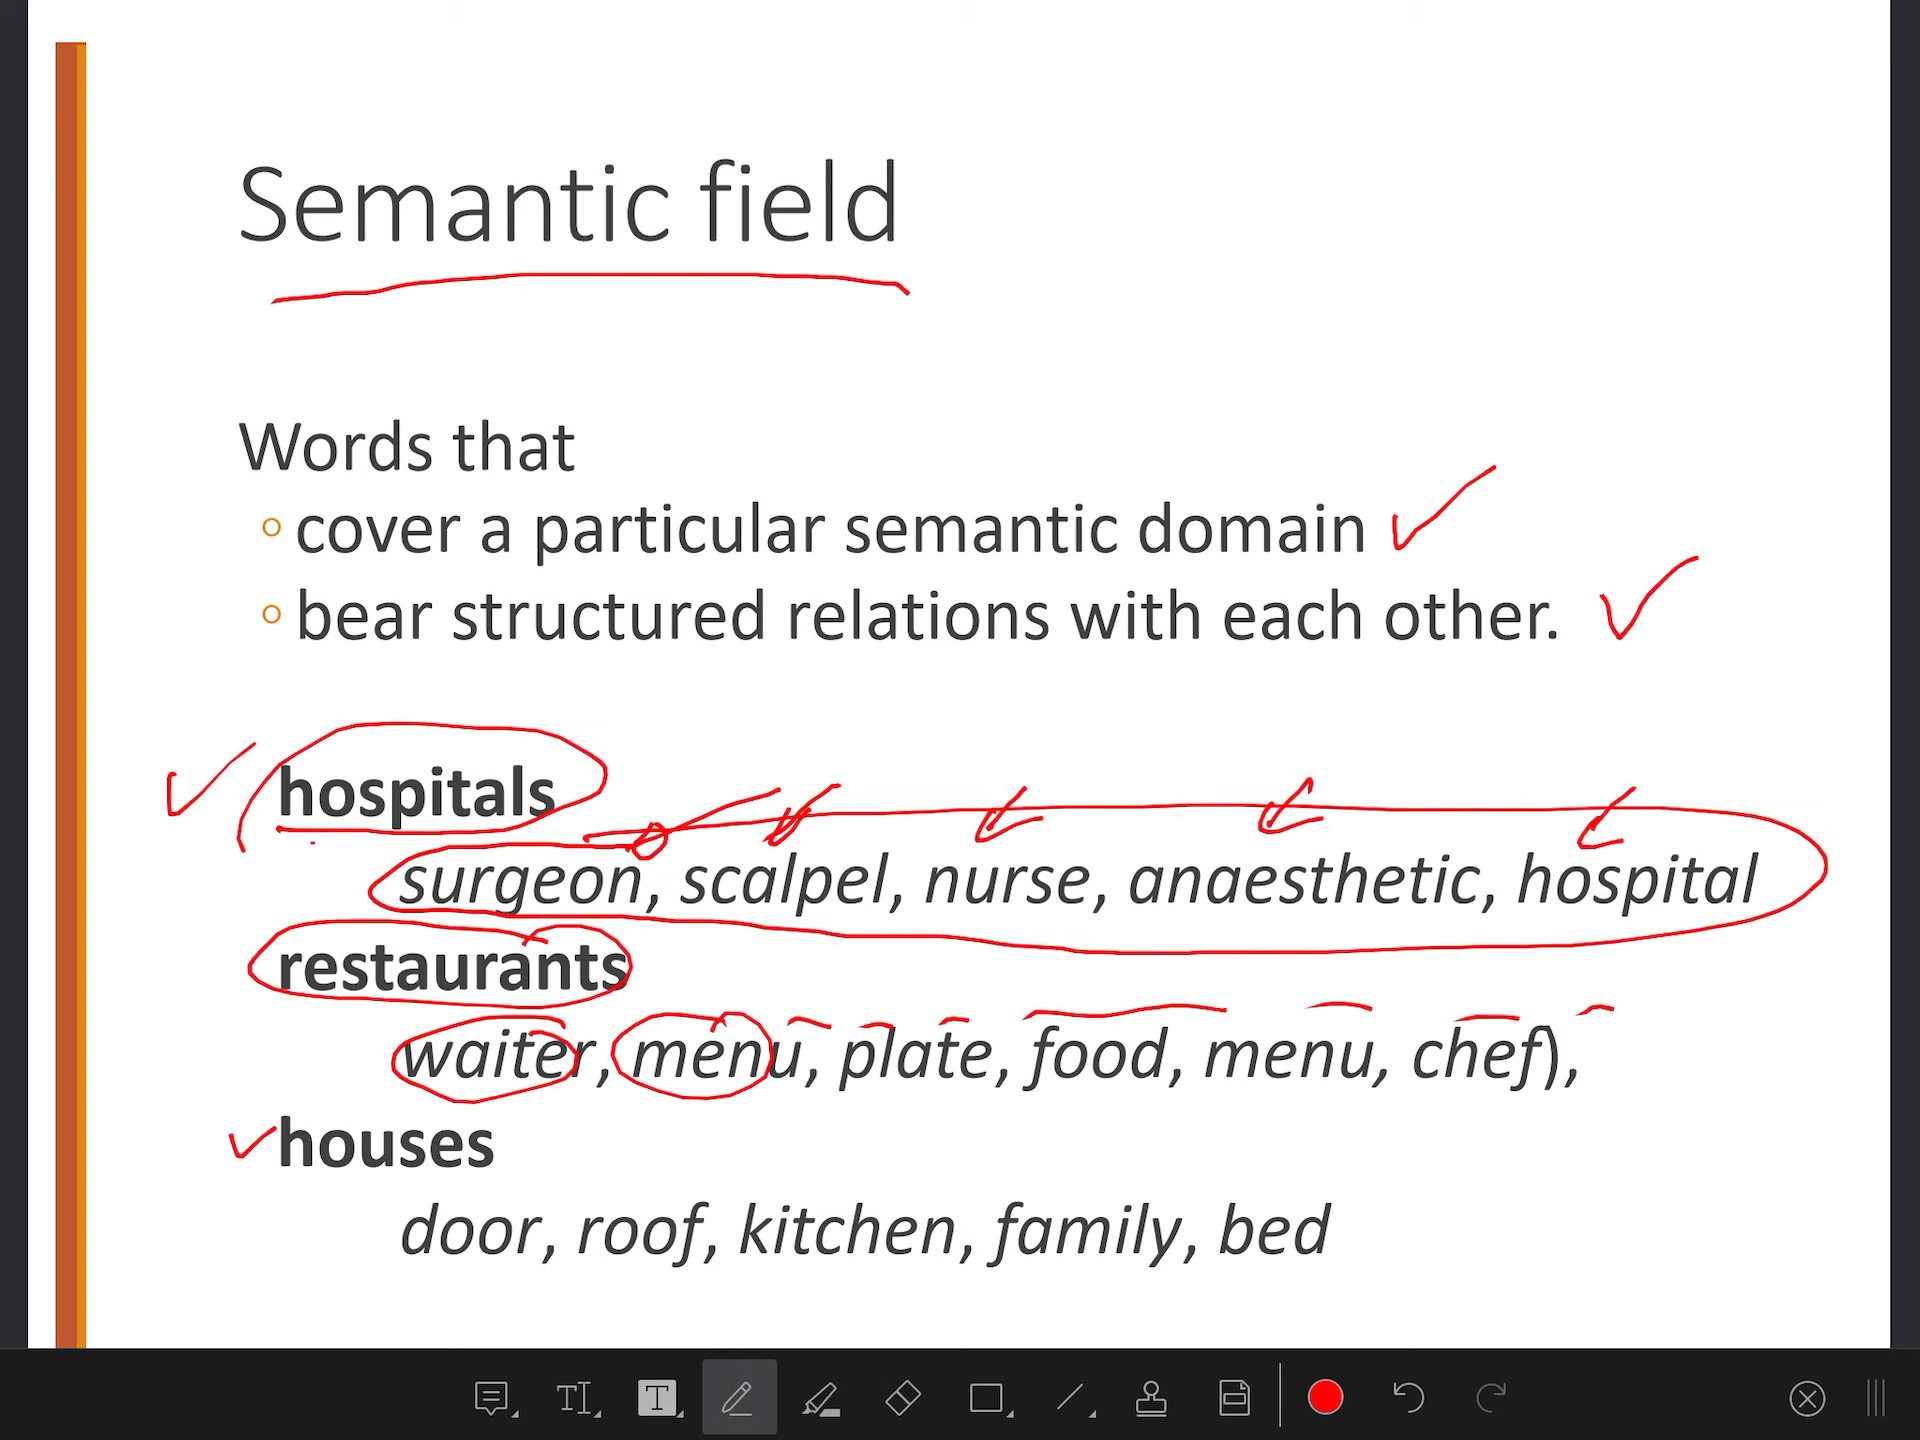 Semantic field
Words that
cover a particular semantic domain
bear structured relations with each other.
hospitals
surgeon, scalpel, nurse, anaesthetic, hospital
restaurants
waiter, menu, plate, food, menu, chef),
houses
door, roof, kitchen, family, bed